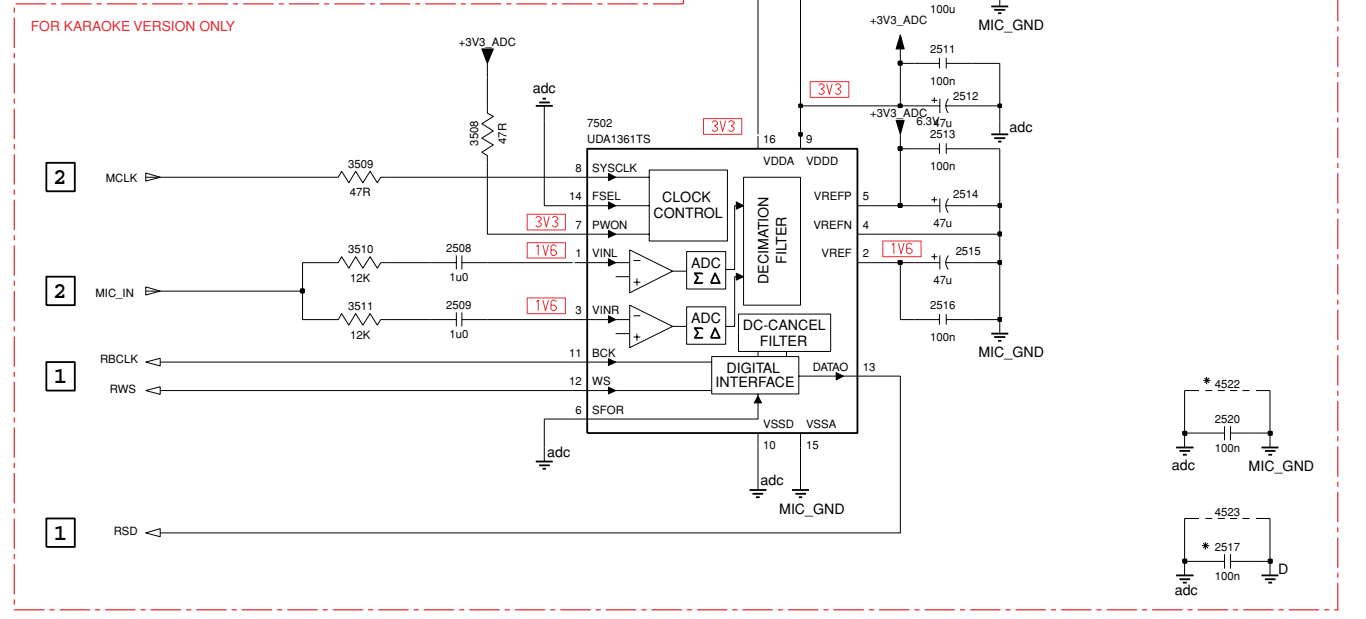 100u
MIC_GND
FOR KARAOKE VERSION ONLY
+3V3_ADC
+3V3_ADC
2511
100n
adc
3V3
2512
47u
6.3V
adc
3508
47R
7502
UDA1361TS
3V3
+3V3_ADC
2513
100n
16
9
VDDA
VDDD
2
MCLK
3509
47R
8
SYSCLK
14
FSEL
3V3
7
PWON
CLOCK
CONTROL
DECIMATION
FILTER
VREFP
5
2514
47u
VREFN
4
VREF
2
1V6
2515
47u
2516
100n
MIC_GND
2
MIC_IN
3510
12K
2508
1u0
1V6
1
VINL
−
+
ADC
Σ Δ
3511
12K
2509
1u0
1V6
3
VINR
−
+
ADC
Σ Δ
DC-CANCEL
FILTER
1
RBCLK
11
BCK
RWS
12
WS
DIGITAL
INTERFACE
DATAO
13
6
SFOR
adc
VSSD
VSSA
10
15
adc
MIC_GND
* 4522
2520
100n
adc
MIC_GND
1
RSD
4523
* 2517
100n
adc
D